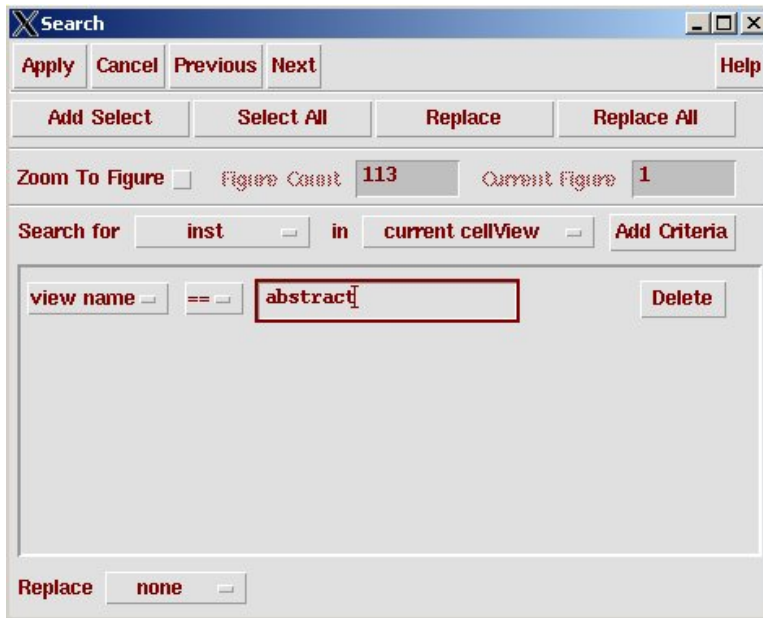 Search
Apply Cancel Previous Next Help
Add Select Select All Replace Replace All
Zoom To Figure Figure Count 113 Current Figure 1
Search for inst in current cellView Add Criteria
view name == abstract Delete
Replace none